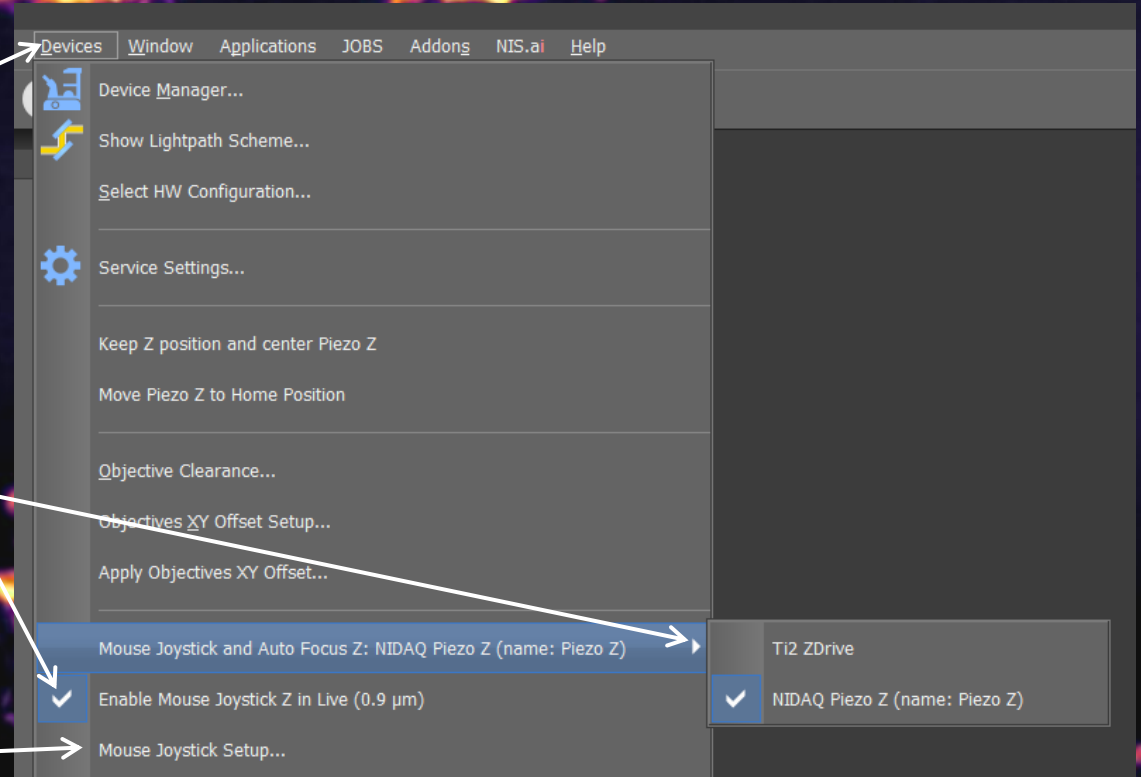 Devices Window Applications JOBS Addons NIS.ai Help
Device Manager...
Show Lightpath Scheme...
Select HW Configuration...
Service Settings...
Keep Z position and center Piezo Z
Move Piezo Z to Home Position
Objective Clearance...
Objectives XY Offset Setup...
Apply Objectives XY Offset...
Mouse Joystick and Auto Focus Z: NIDAQ Piezo Z (name: Piezo Z)
Ti2 ZDrive
Enable Mouse Joystick Z in Live (0.9 µm)
NIDAQ Piezo Z (name: Piezo Z)
Mouse Joystick Setup...